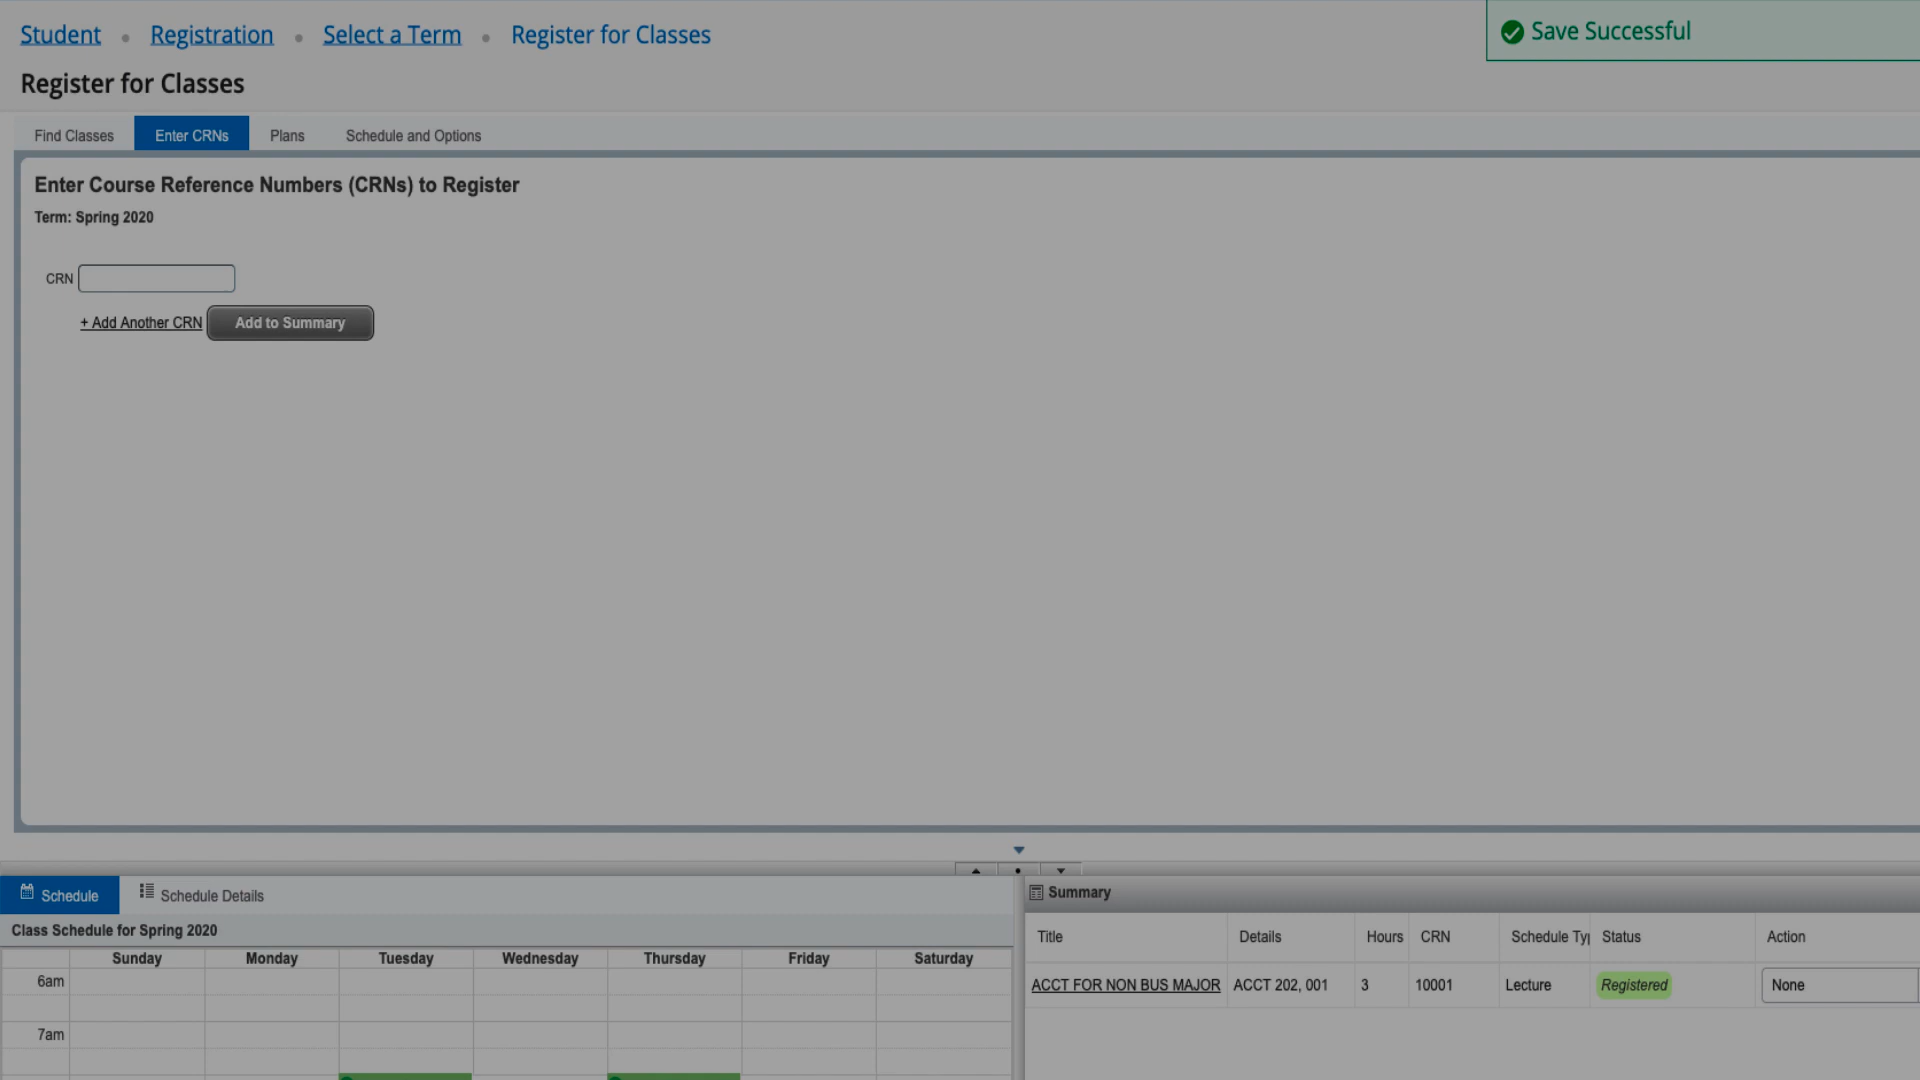 Student • Registration • Select a Term • Register for Classes
Save Successful
Register for Classes
Find Classes Enter CRNs Plans Schedule and Options
Enter Course Reference Numbers (CRNs) to Register
Term: Spring 2020
CRN
+ Add Another CRN Add to Summary
Schedule Schedule Details
Class Schedule for Spring 2020
Sunday Monday Tuesday Wednesday Thursday Friday Saturday
6am
7am
Summary
Title Details Hours CRN Schedule Ty Status Action
ACCT FOR NON BUS MAJOR ACCT 202, 001 3 10001 Lecture Registered None